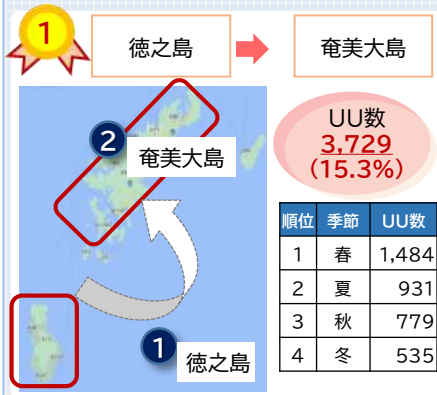 1
徳之島
奄美大島
2
奄美大島
1
徳之島
UU数
3,729
(15.3%)
順位 季節 UU数
1 春 1,484
2 夏 931
3 秋 779
4 冬 535